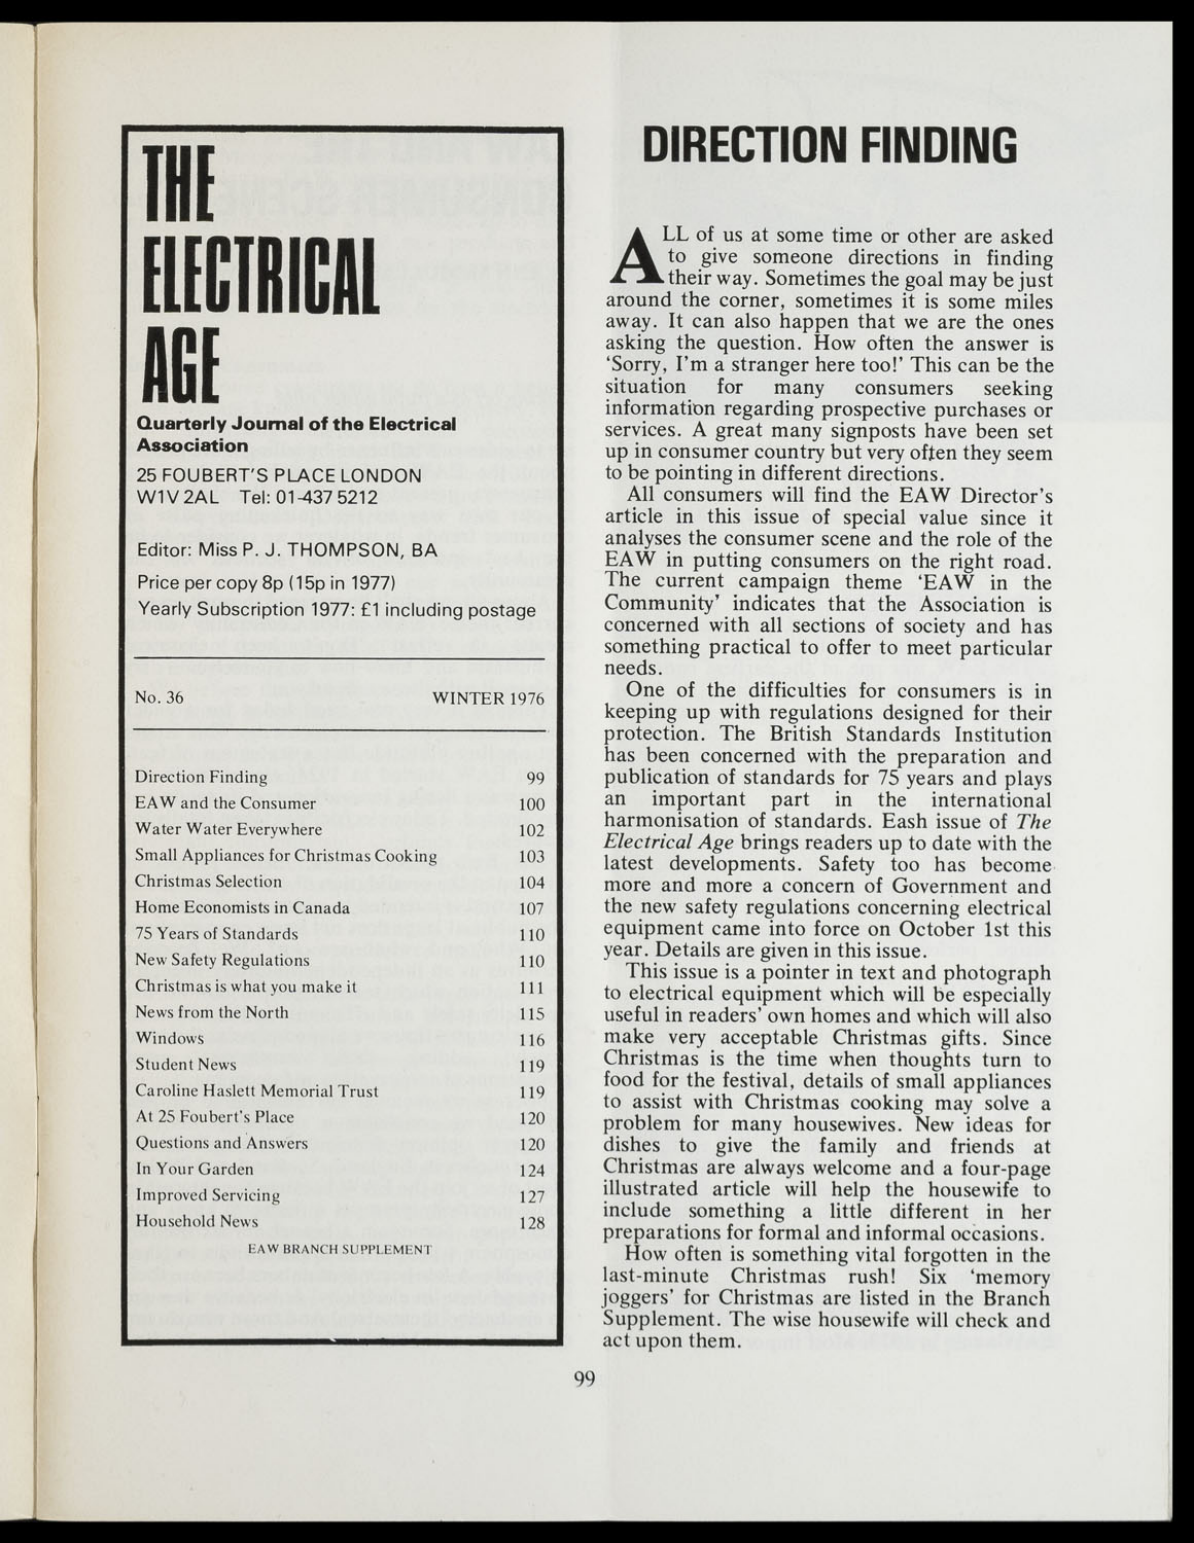 THE
ELECTRICAL
AGE
Quarterly Journal of the Electrical
Association
25 FOUBERT'S PLACE LONDON
W1V 2AL Tel: 01-437 5212
Editor: Miss P. J. THOMPSON, BA
Price per copy 8p (15p in 1977)
Yearly Subscription 1977: £1 including postage
No. 36 WINTER 1976
Direction Finding 99
EAW and the Consumer 100
Water Water Everywhere 102
Small Appliances for Christmas Cooking 103
Christmas Selection 104
Home Economists in Canada 107
75 Years of Standards 110
New Safety Regulations 110
Christmas is what you make it 111
News from the North 115
Windows 116
Student News 119
Caroline Haslett Memorial Trust 119
At 25 Foubert's Place 120
Questions and Answers 120
In Your Garden 124
Improved Servicing 127
Household News 128
EAW BRANCH SUPPLEMENT
DIRECTION FINDING
ALL of us at some time or other are asked
to give someone directions in finding
their way. Sometimes the goal may be just
around the corner, sometimes it is some miles
away. It can also happen that we are the ones
asking the question. How often the answer is
'Sorry, I'm a stranger here too!' This can be the
situation for many consumers seeking
information regarding prospective purchases or
services. A great many signposts have been set
up in consumer country but very often they seem
to be pointing in different directions.
All consumers will find the EAW Director's
article in this issue of special value since it
analyses the consumer scene and the role of the
EAW in putting consumers on the right road.
The current campaign theme 'EAW in the
Community' indicates that the Association is
concerned with all sections of society and has
something practical to offer to meet particular
needs.
One of the difficulties for consumers is in
keeping up with regulations designed for their
protection. The British Standards Institution
has been concerned with the preparation and
publication of standards for 75 years and plays
an important part in the international
harmonisation of standards. Eash issue of The
Electrical Age brings readers up to date with the
latest developments. Safety too has become
more and more a concern of Government and
the new safety regulations concerning electrical
equipment came into force on October 1st this
year. Details are given in this issue.
This issue is a pointer in text and photograph
to electrical equipment which will be especially
useful in readers' own homes and which will also
make very acceptable Christmas gifts. Since
Christmas is the time when thoughts turn to
food for the festival, details of small appliances
to assist with Christmas cooking may solve a
problem for many housewives. New ideas for
dishes to give the family and friends at
Christmas are always welcome and a four-page
illustrated article will help the housewife to
include something a little different in her
preparations for formal and informal occasions.
How often is something vital forgotten in the
last-minute Christmas rush! Six 'memory
joggers' for Christmas are listed in the Branch
Supplement. The wise housewife will check and
act upon them.
99